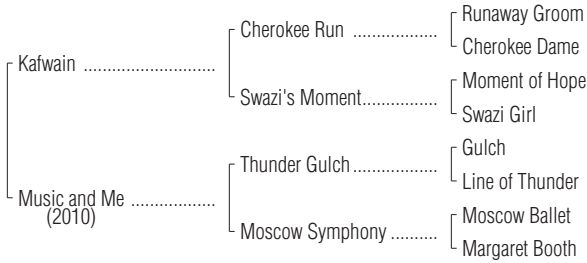 Runaway Groom
Cherokee Run ..................
Cherokee Dame
Kafwain ............................
Moment of Hope
Swazi's Moment................
Swazi Girl
Gulch
Thunder Gulch..................
Line of Thunder
Music and Me ..................
(2010)
Moscow Ballet
Moscow Symphony ..........
Margaret Booth